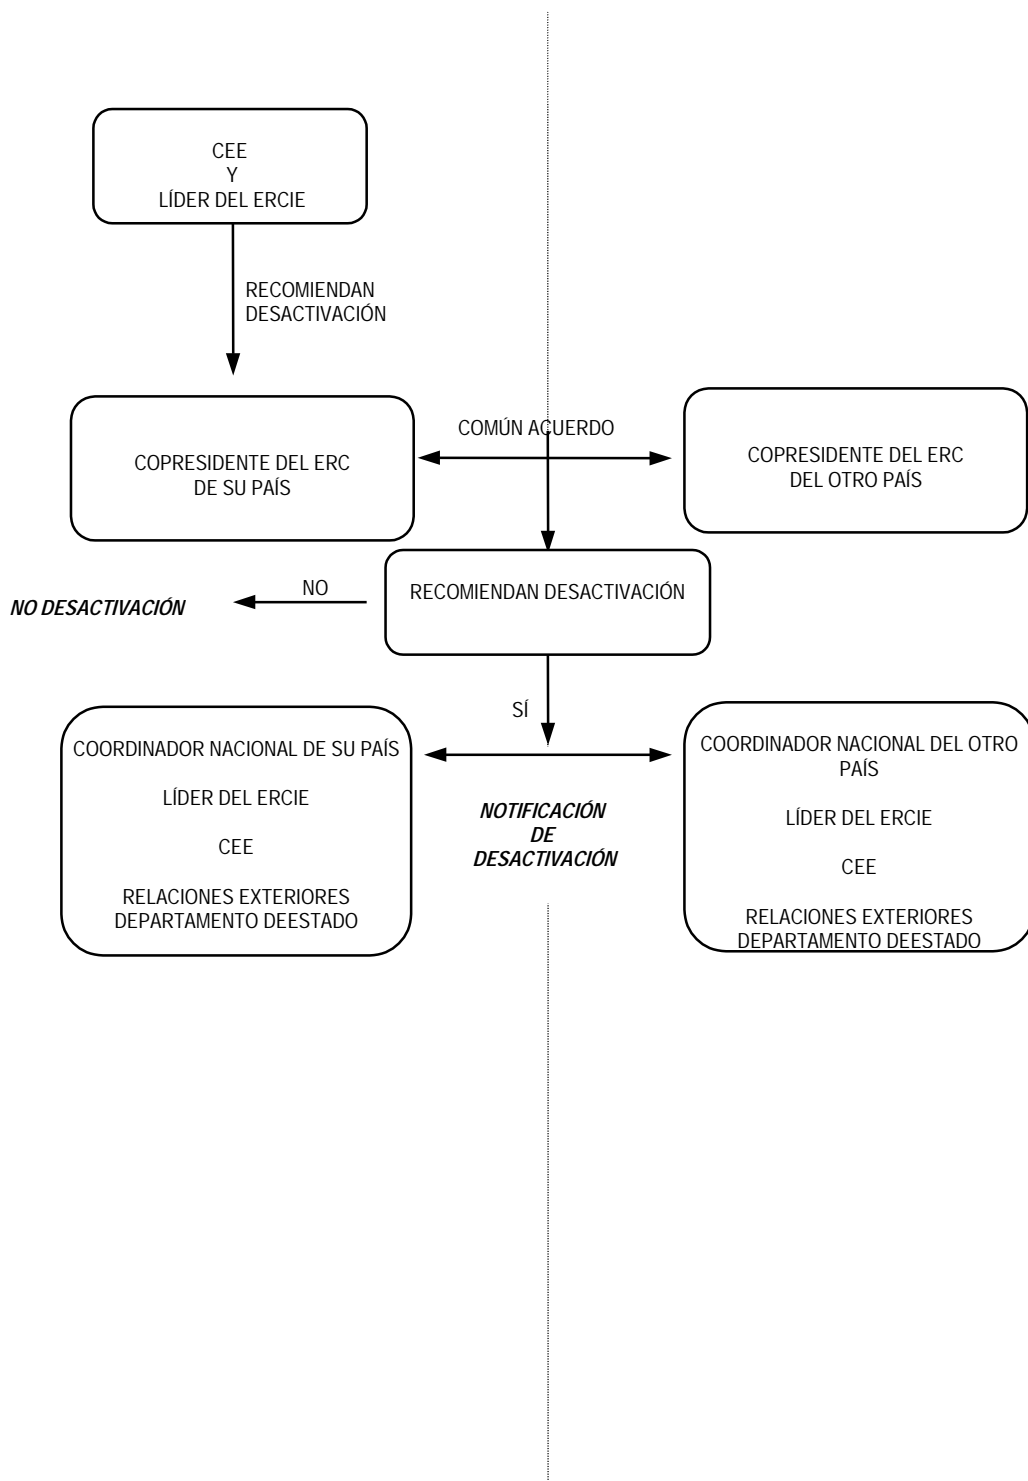 CEE
Y
LÍDER DEL ERCIE
RECOMIENDAN
DESACTIVACIÓN
COMÚN ACUERDO
COPRESIDENTE DEL ERC
DE SU PAÍS
COPRESIDENTE DEL ERC
DEL OTRO PAÍS
RECOMIENDAN DESACTIVACIÓN
NO
NO DESACTIVACIÓN
SÍ
COORDINADOR NACIONAL DE SU PAÍS
LÍDER DEL ERCIE
CEE
RELACIONES EXTERIORES
DEPARTAMENTO DEESTADO
NOTIFICACIÓN
DE
DESACTIVACIÓN
COORDINADOR NACIONAL DEL OTRO
PAÍS
LÍDER DEL ERCIE
CEE
RELACIONES EXTERIORES
DEPARTAMENTO DEESTADO